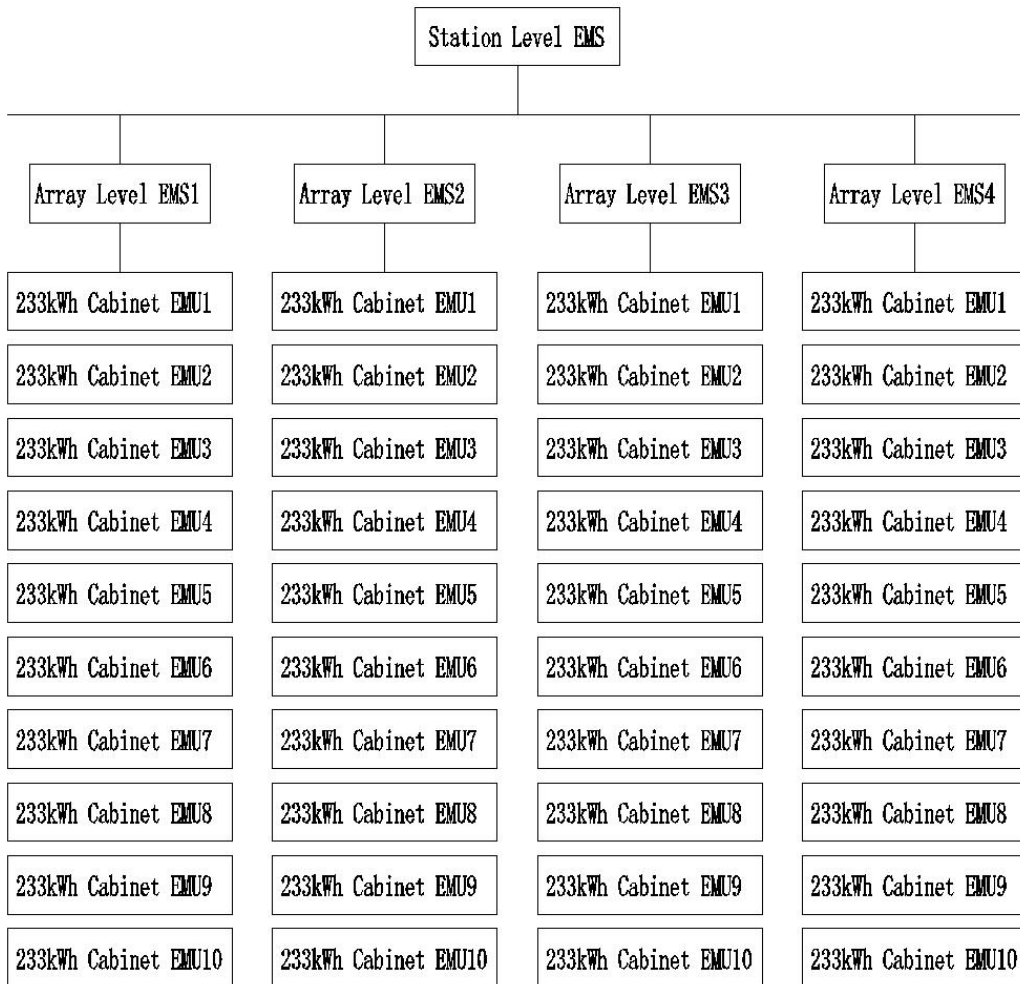 Station Level EMS
Array Level EMS1
Array Level EMS2
Array Level EMS3
Array Level EMS4
233kWh Cabinet EMU1
233kWh Cabinet EMU1
233kWh Cabinet EMU1
233kWh Cabinet EMU1
233kWh Cabinet EMU2
233kWh Cabinet EMU2
233kWh Cabinet EMU2
233kWh Cabinet EMU2
233kWh Cabinet EMU3
233kWh Cabinet EMU3
233kWh Cabinet EMU3
233kWh Cabinet EMU3
233kWh Cabinet EMU4
233kWh Cabinet EMU4
233kWh Cabinet EMU4
233kWh Cabinet EMU4
233kWh Cabinet EMU5
233kWh Cabinet EMU5
233kWh Cabinet EMU5
233kWh Cabinet EMU5
233kWh Cabinet EMU6
233kWh Cabinet EMU6
233kWh Cabinet EMU6
233kWh Cabinet EMU6
233kWh Cabinet EMU7
233kWh Cabinet EMU7
233kWh Cabinet EMU7
233kWh Cabinet EMU7
233kWh Cabinet EMU8
233kWh Cabinet EMU8
233kWh Cabinet EMU8
233kWh Cabinet EMU8
233kWh Cabinet EMU9
233kWh Cabinet EMU9
233kWh Cabinet EMU9
233kWh Cabinet EMU9
233kWh Cabinet EMU10
233kWh Cabinet EMU10
233kWh Cabinet EMU10
233kWh Cabinet EMU10